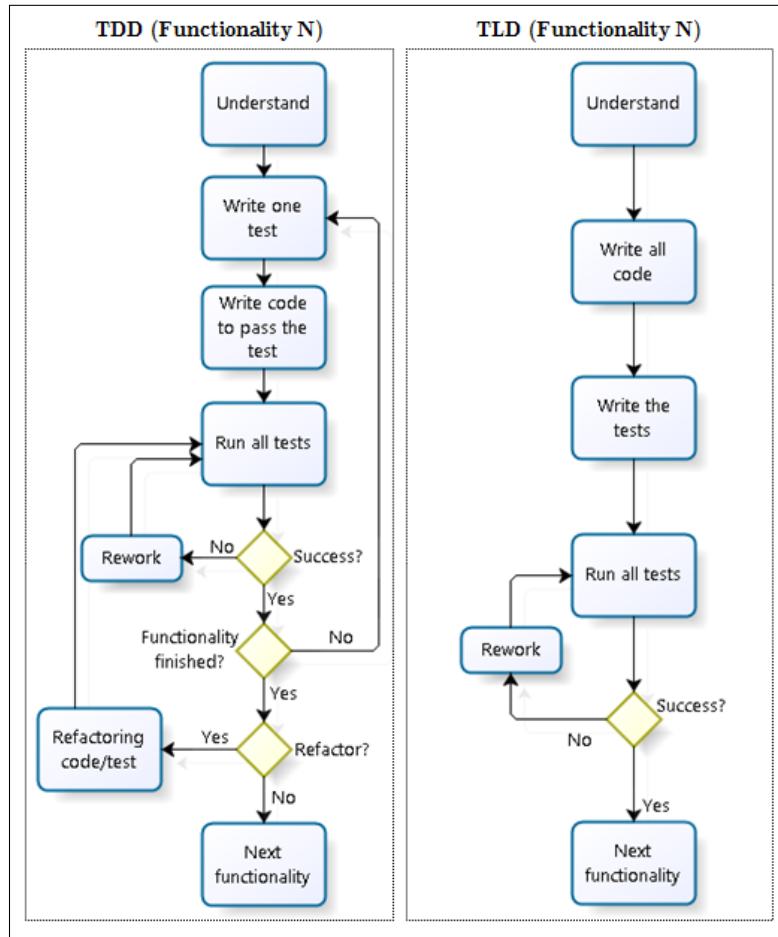 TDD (Functionality N)
Understand
Write one
test
Write code
to pass the
test
Run all tests
Rework
No
Success?
Yes
Functionality
finished?
No
Yes
Refactoring
code/test
Yes
Refactor?
No
Next
functionality
TLD (Functionality N)
Understand
Write all
code
Write the
tests
Run all tests
Rework
Success?
No
Yes
Next
functionality